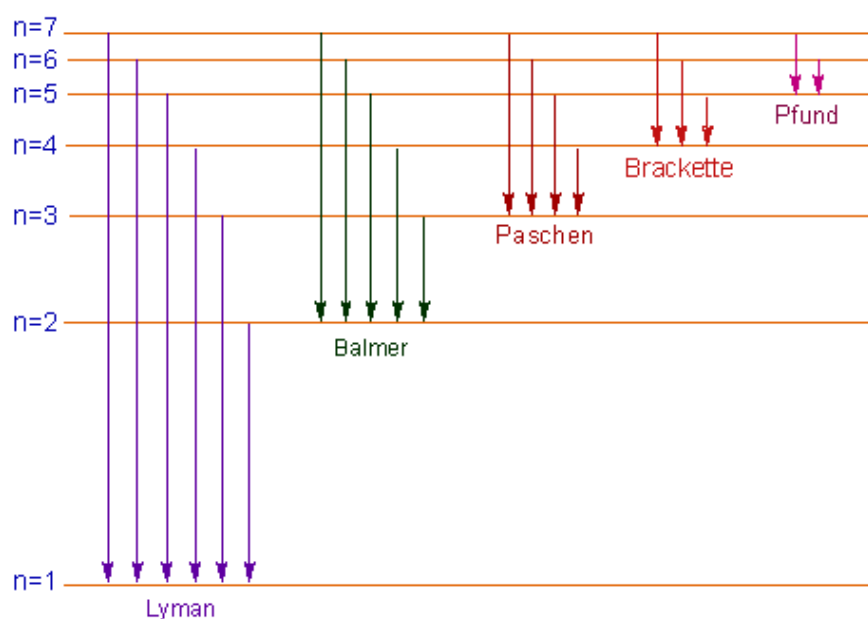 n=7
n=6
n=5
Pfund
n=4
Brackette
n=3
Paschen
n=2
Balmer
n=1
Lyman